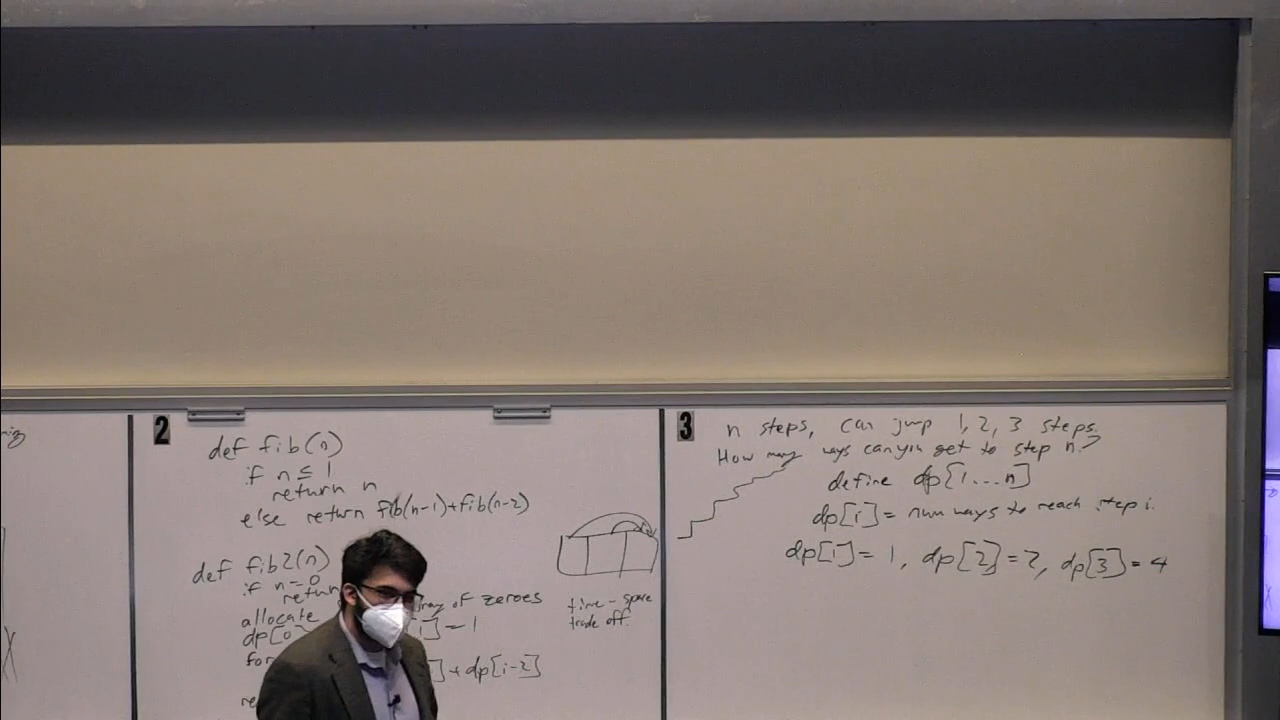 2
def fib(n)
if n ≤ 1
return n
else return fib(n-1)+fib(n-2)
def fib2(n)
if n=0
return
allocate array of zeroes
dp[0] ] = 1
for ]+dp[i-2]
re
time-space
trade off.
3
n steps, can jump 1, 2, 3 steps.
How many ways can you get to step n?
define dp[1...n]
dp[i]= num ways to reach step i.
dp[1]= 1, dp[2]=2, dp[3]=4